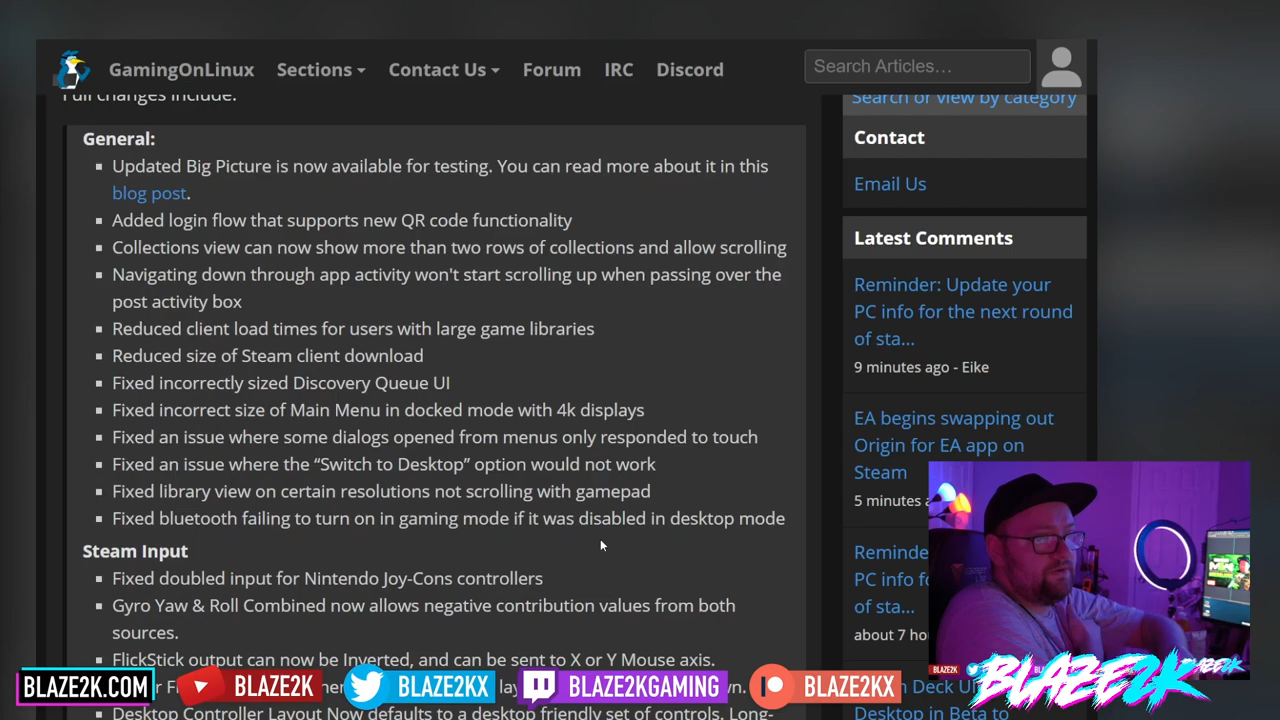 GamingOnLinux Sections Contact Us Forum IRC Discord Search Articles…
Full changes include:
General:
Updated Big Picture is now available for testing. You can read more about it in this
blog post.
Added login flow that supports new QR code functionality
Collections view can now show more than two rows of collections and allow scrolling
Navigating down through app activity won't start scrolling up when passing over the
post activity box
Reduced client load times for users with large game libraries
Reduced size of Steam client download
Fixed incorrectly sized Discovery Queue UI
Fixed incorrect size of Main Menu in docked mode with 4k displays
Fixed an issue where some dialogs opened from menus only responded to touch
Fixed an issue where the “Switch to Desktop” option would not work
Fixed library view on certain resolutions not scrolling with gamepad
Fixed bluetooth failing to turn on in gaming mode if it was disabled in desktop mode
Steam Input
Fixed doubled input for Nintendo Joy-Cons controllers
Gyro Yaw & Roll Combined now allows negative contribution values from both
sources.
FlickStick output can now be Inverted, and can be sent to X or Y Mouse axis.
Desktop Controller Layout Now defaults to a desktop friendly set of controls. Long-
Search or view by category
Contact
Email Us
Latest Comments
Reminder: Update your
PC info for the next round
of sta...
9 minutes ago - Eike
EA begins swapping out
Origin for EA app on
Steam
5 minutes
Reminde
PC info fo
of sta...
about 7 hou
Deck
Desktop in Beta to
BLAZE2K.COM BLAZE2K BLAZE2KX BLAZE2KGAMING BLAZE2KX
BLAZE2K